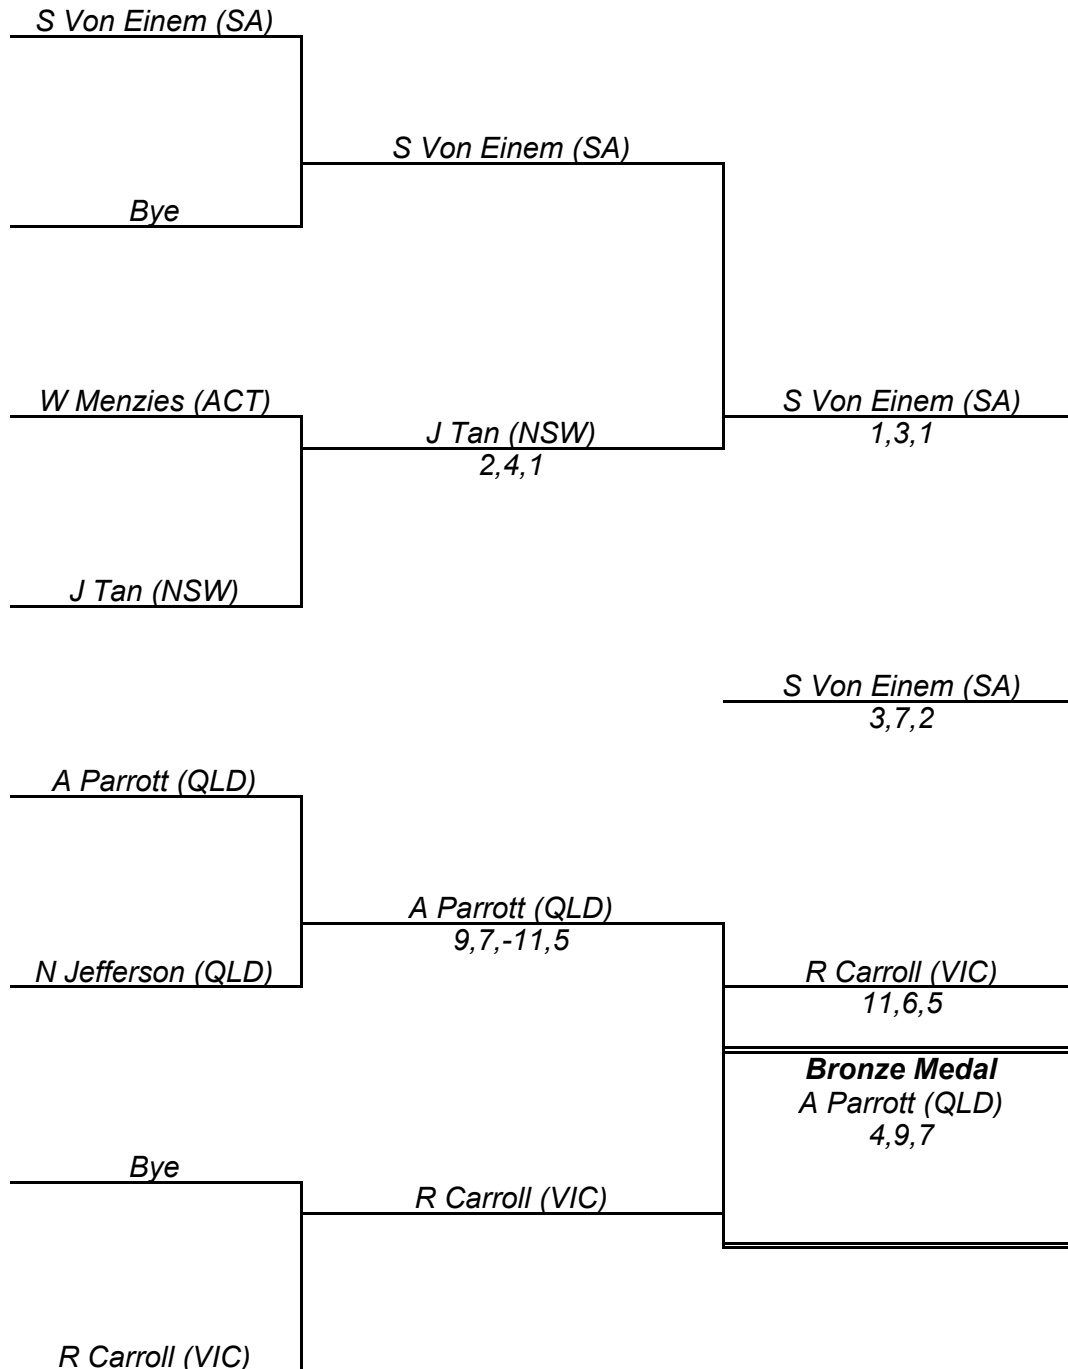 S Von Einem (SA)
S Von Einem (SA)
Bye
W Menzies (ACT)
S Von Einem (SA)
1,3,1
J Tan (NSW)
2,4,1
J Tan (NSW)
S Von Einem (SA)
3,7,2
A Parrott (QLD)
A Parrott (QLD)
9,7,-11,5
N Jefferson (QLD)
R Carroll (VIC)
11,6,5
Bronze Medal
A Parrott (QLD)
4,9,7
Bye
R Carroll (VIC)
R Carroll (VIC)